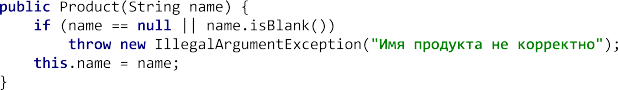 public Product(String name) {
    if (name == null || name.isBlank())
        throw new IllegalArgumentException("Имя продукта не корректно");
    this.name = name;
}